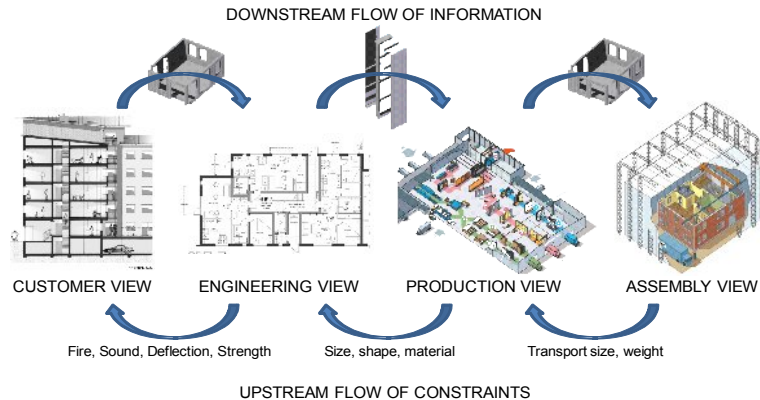 DOWNSTREAM FLOW OF INFORMATION
CUSTOMER VIEW
ENGINEERING VIEW
PRODUCTION VIEW
ASSEMBLY VIEW
Fire, Sound, Deflection, Strength
Size, shape, material
Transport size, weight
UPSTREAM FLOW OF CONSTRAINTS